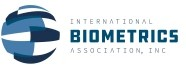 INTERNATIONAL
BIOMETRICS
ASSOCIATION, INC